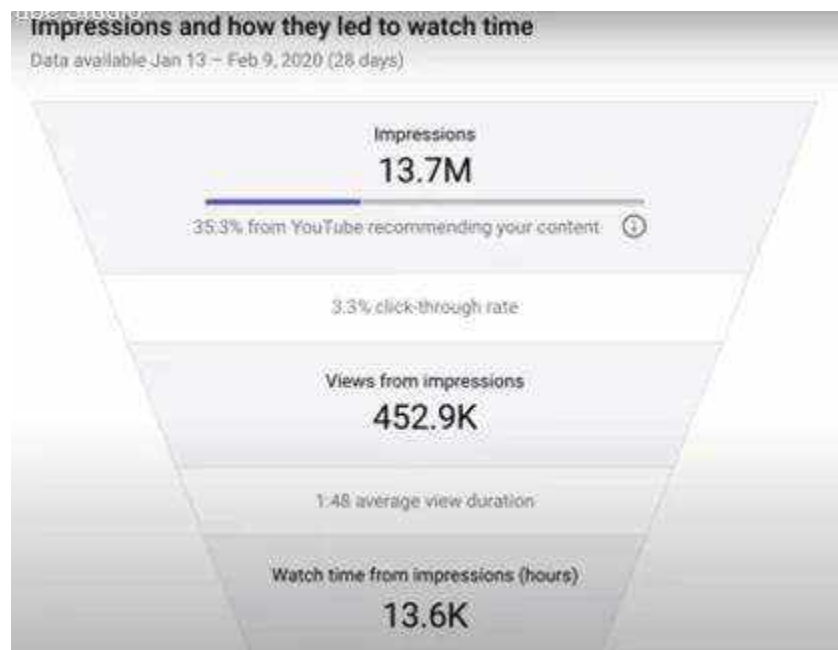 Impressions and how they led to watch time
Data available Jan 13 – Feb 9, 2020 (28 days)
Impressions
13.7M
35.3% from YouTube recommending your content
3.3% click-through rate
Views from impressions
452.9K
1:48 average view duration
Watch time from impressions (hours)
13.6K